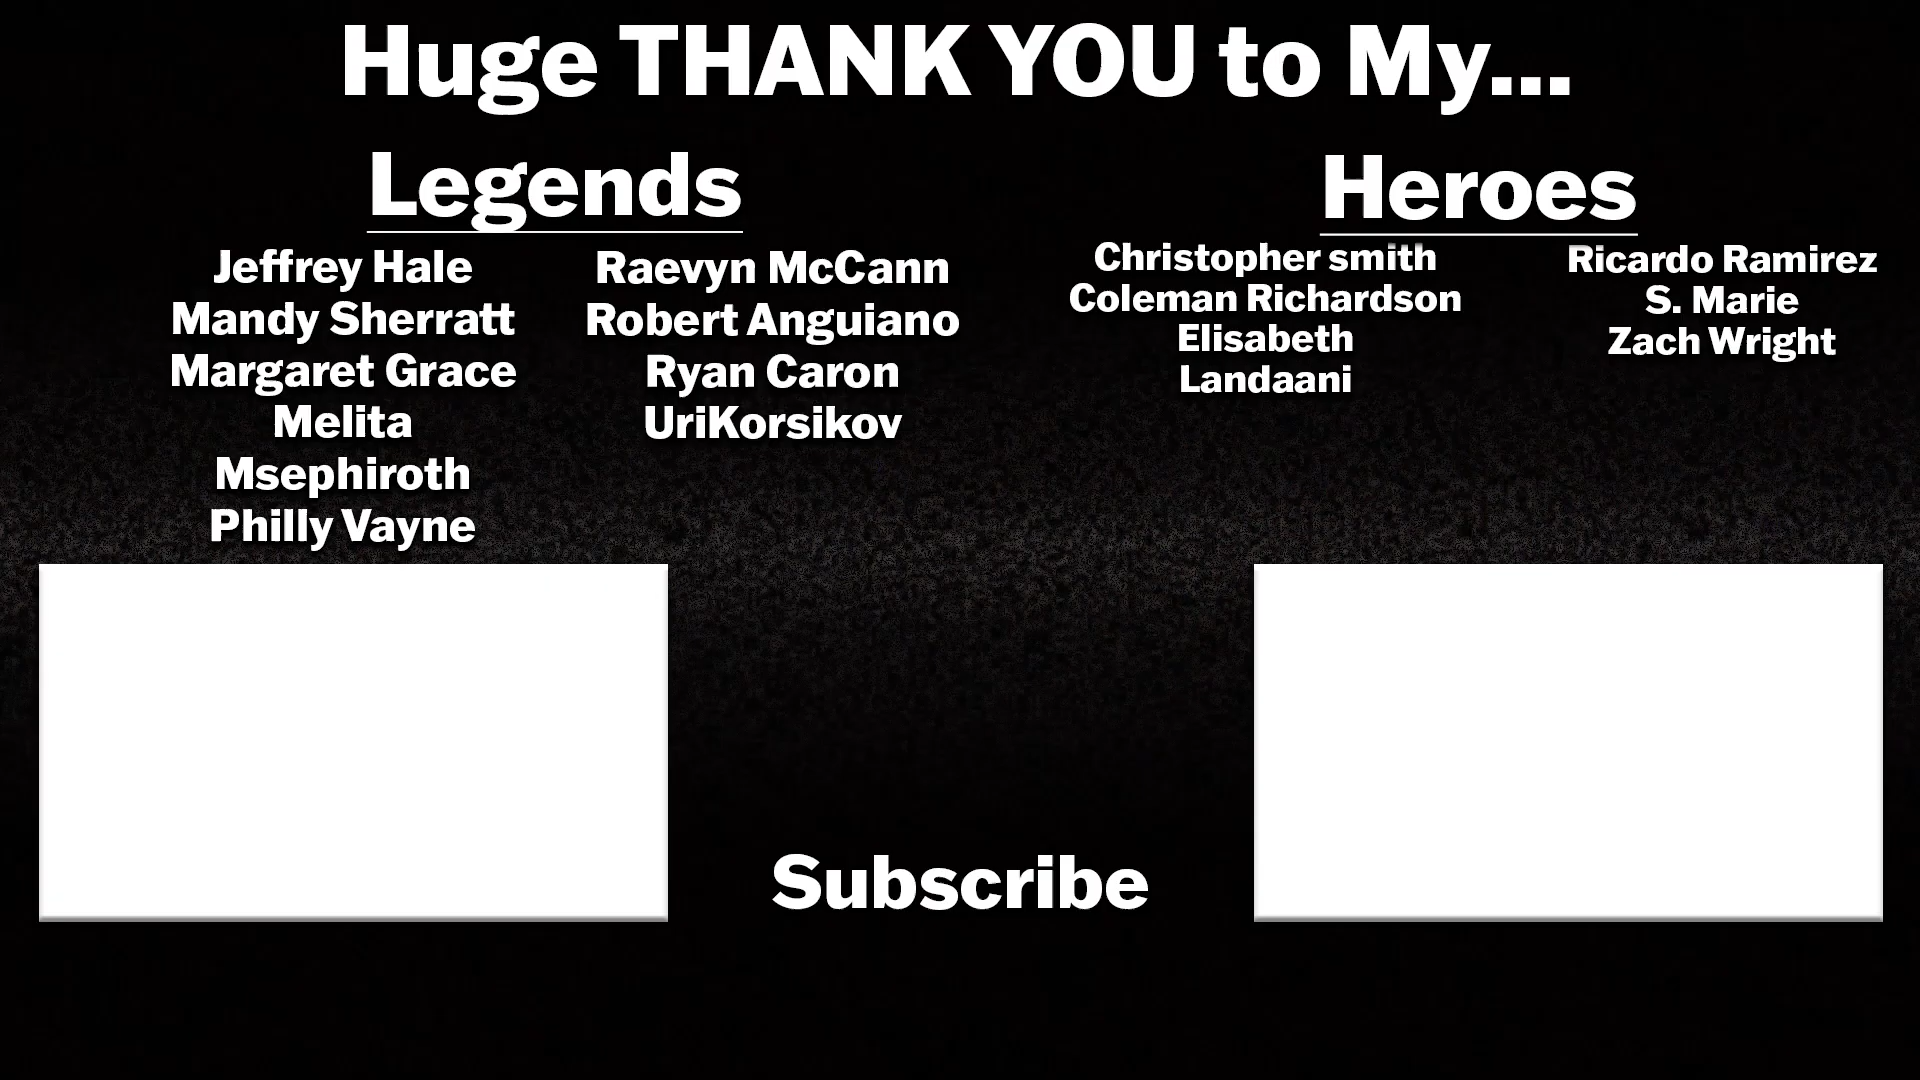 Huge THANK YOU to My...
Legends
Jeffrey Hale
Mandy Sherratt
Margaret Grace
Melita
Msephiroth
Philly Vayne
Raevyn McCann
Robert Anguiano
Ryan Caron
UriKorsikov
Heroes
Christopher smith
Coleman Richardson
Elisabeth
Landaani
Ricardo Ramirez
S. Marie
Zach Wright
Subscribe